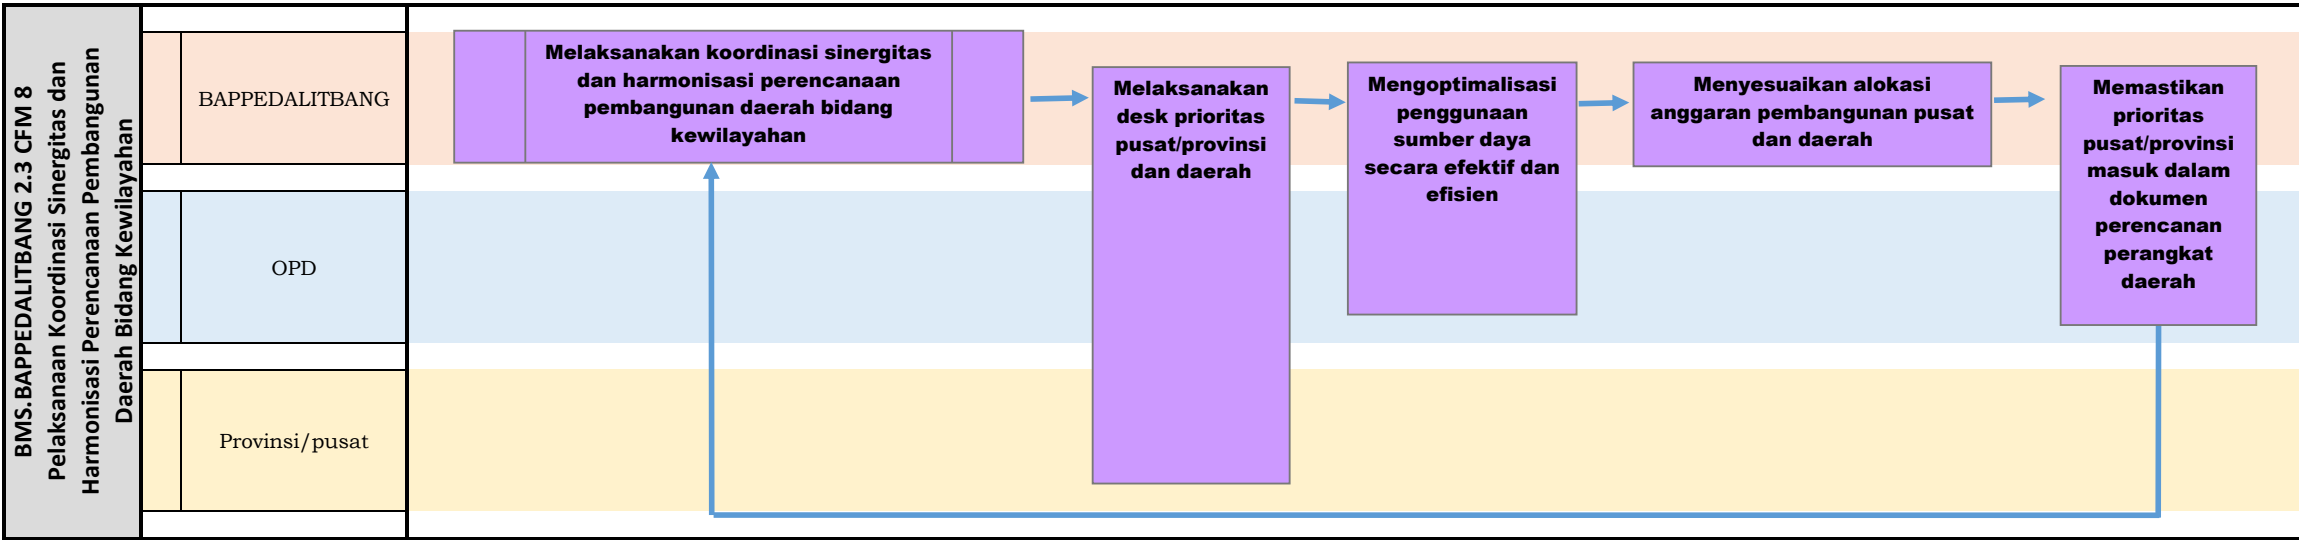 BMS.BAPPEDALITBANG 2.3 CFM 8
Pelaksanaan Koordinasi Sinergitas dan
Harmonisasi Perencanaan Pembangunan
Daerah Bidang Kewilayahan
BAPPEDALITBANG
OPD
Provinsi/pusat
Melaksanakan koordinasi sinergitas
dan harmonisasi perencanaan
pembangunan daerah bidang
kewilayahan
Melaksanakan
desk prioritas
pusat/provinsi
dan daerah
Mengoptimalisasi
penggunaan
sumber daya
secara efektif dan
efisien
Menyesuaikan alokasi
anggaran pembangunan pusat
dan daerah
Memastikan
prioritas
pusat/provinsi
masuk dalam
dokumen
perencanan
perangkat
daerah